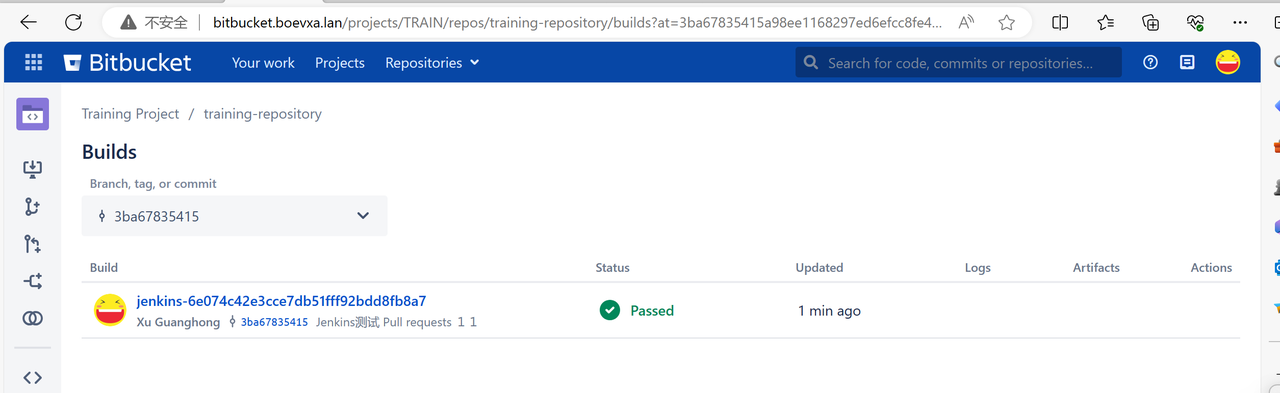 不安全 bitbucket.boevxa.lan/projects/TRAIN/repos/training-repository/builds?at=3ba67835415a98ee1168297ed6efcc8fe4...
Bitbucket Your work Projects Repositories Search for code, commits or repositories...
Training Project / training-repository
Builds
Branch, tag, or commit
3ba67835415
Build Status Updated Logs Artifacts Actions
jenkins-6e074c42e3cce7db51fff92bdd8fb8a7
Xu Guanghong 3ba67835415 Jenkins测试 Pull requests 1 1 Passed 1 min ago